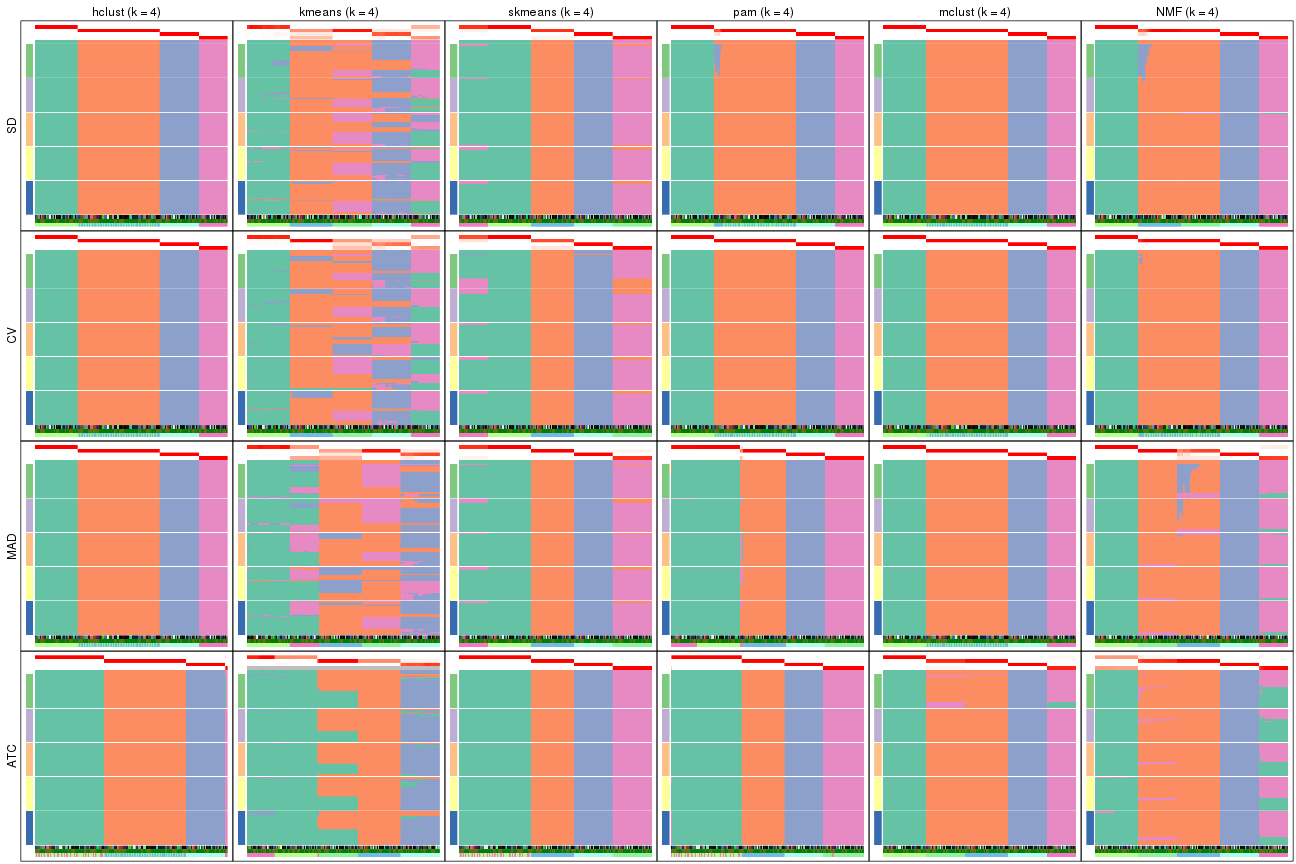 hclust (k = 4)
kmeans (k = 4)
skmeans (k = 4)
pam (k = 4)
mclust (k = 4)
NMF (k = 4)
SD
CV
MAD
ATC